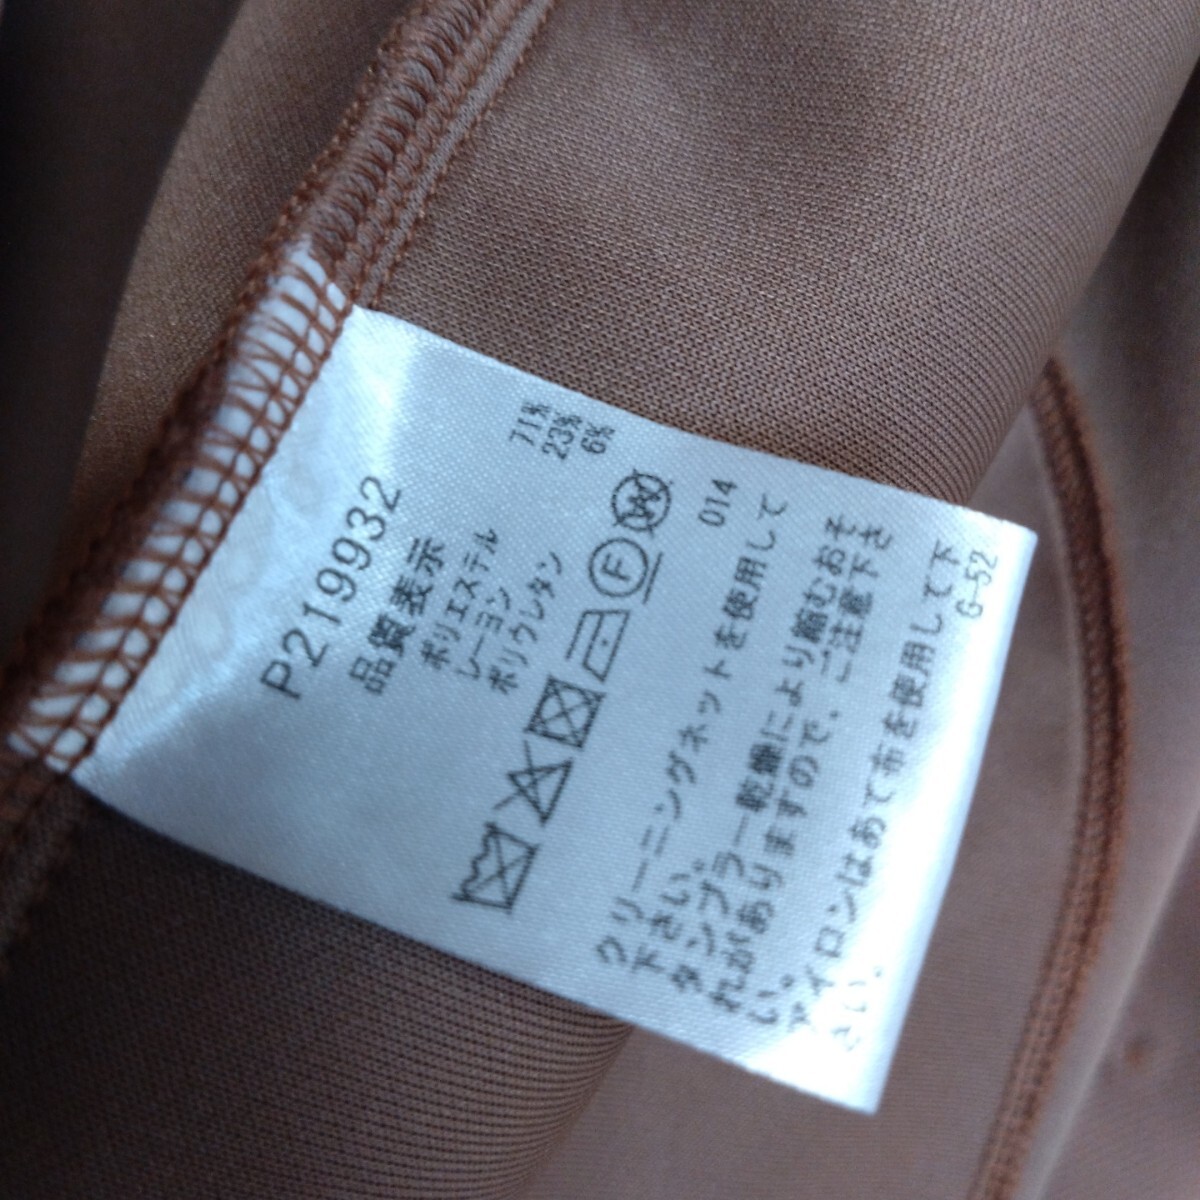 P219932
品質表示
ポリエステル 71%
レーヨン 23%
ポリウレタン 6%
F
W
014
クリーニングネットを使用して
下さい。
タンブラー乾燥により縮むおそ
れがありますので、ご注意下さ
い。
アイロンはあて布を使用して下
さい。
G-52